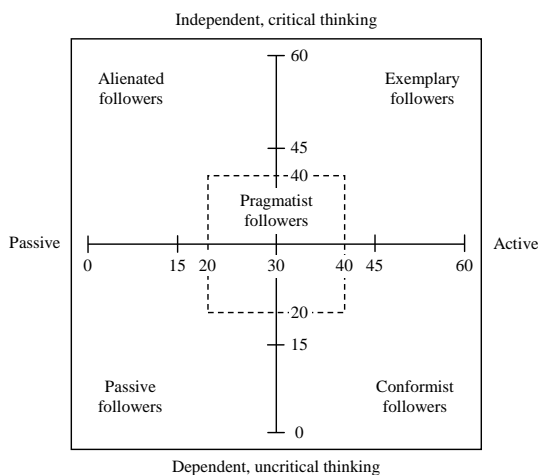 Independent, critical thinking
60
Alienated
followers
Exemplary
followers
45
40
Pragmatist
followers
Passive
Active
0 15 20 30 40 45 60
20
15
Passive
followers
Conformist
followers
0
Dependent, uncritical thinking